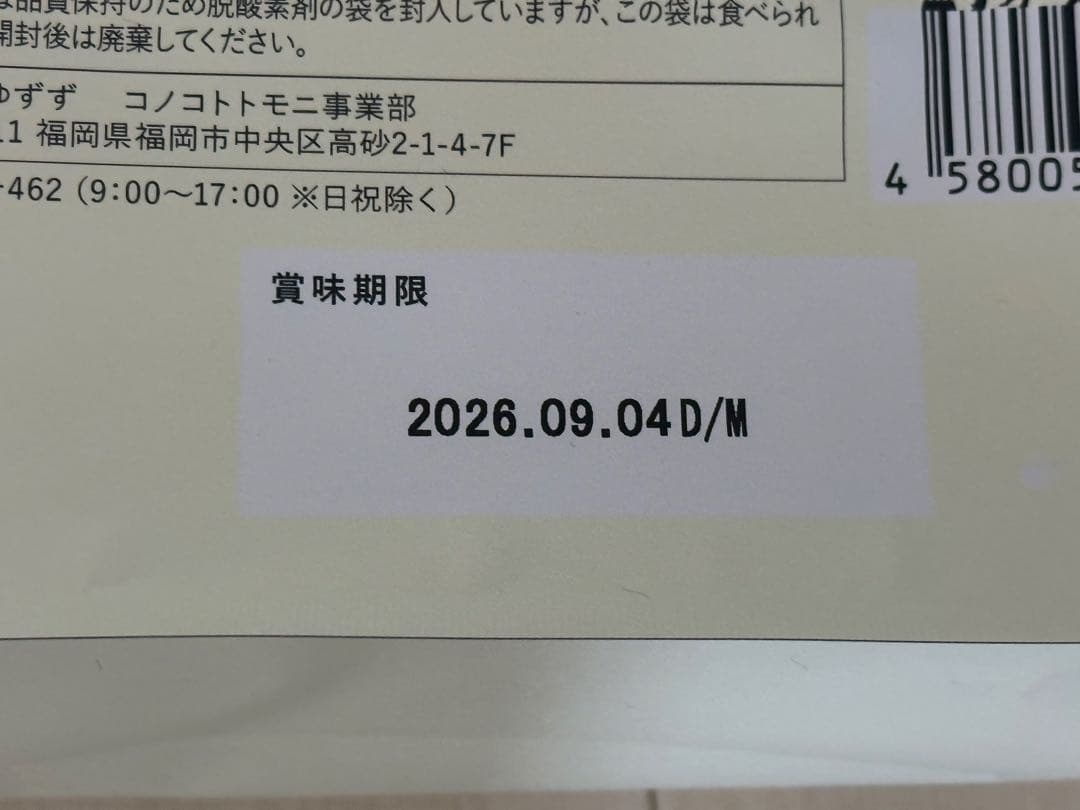 品質保持のため脱酸素剤の袋を封入していますが、この袋は食べられ
開封後は廃棄してください。
ゆずず コノコトトモニ事業部
11 福岡県福岡市中央区高砂2-1-4-7F
-462（9:00〜17:00 ※日祝除く）
4 58005
賞味期限
2026.09.04D/M